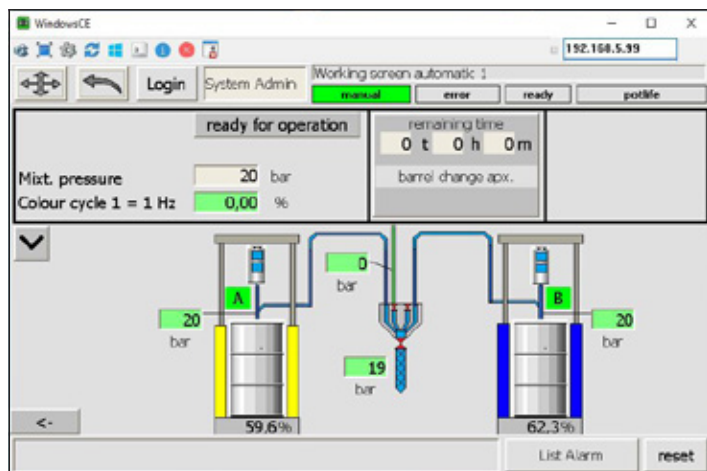 WindowsCE
192.168.5.99
Login
System Admin
Working screen automatic 1
manual
error
ready
potlife
ready for operation
remaining time
0 t 0 h 0 m
barrel change apx.
Mixt. pressure 20 bar
Colour cycle 1 = 1 Hz 0,00 %
0
bar
A
B
20
bar
20
bar
19
bar
<-
59,6%
62,3%
List Alarm
reset